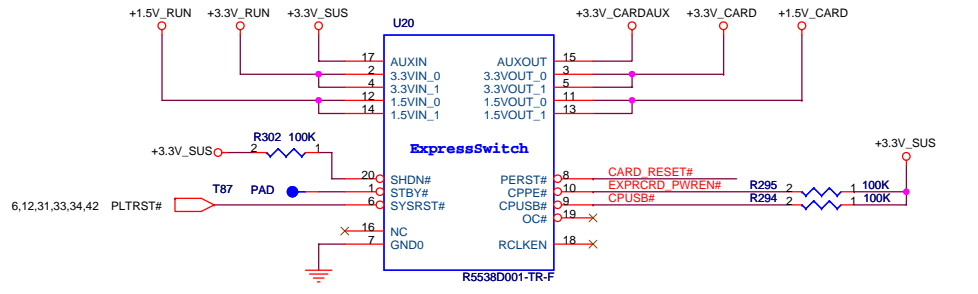 +1.5V_RUN +3.3V_RUN +3.3V_SUS +3.3V_CARDAUX +3.3V_CARD +1.5V_CARD
U20
17 AUXIN AUXOUT 15
2 3.3VIN_0 3.3VOUT_0 3
4 3.3VIN_1 3.3VOUT_1 5
12 1.5VIN_0 1.5VOUT_0 11
14 1.5VIN_1 1.5VOUT_1 13
R302 100K
ExpressSwitch
+3.3V_SUS 2 1 +3.3V_SUS
20 SHDN# PERST# 8 CARD_RESET#
T87 PAD 1 STBY# CPPE# 10 EXPRCRD_PWREN# R295 2 1 100K
6,12,31,33,34,42 PLTRST# 6 SYSRST# CPUSB# 9 CPUSB# R294 2 1 100K
OC# 19
16 NC
7 GND0 RCLKEN 18
R5538D001-TR-F